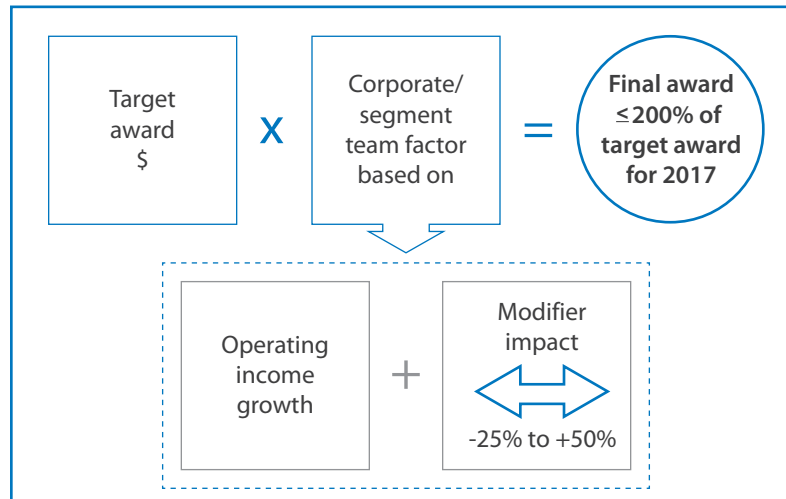 Target
award
$
x
Corporate/
segment
team factor
based on
=
Final award
≤200% of
target award
for 2017
Operating
income
growth
+
Modifier
impact
-25% to +50%